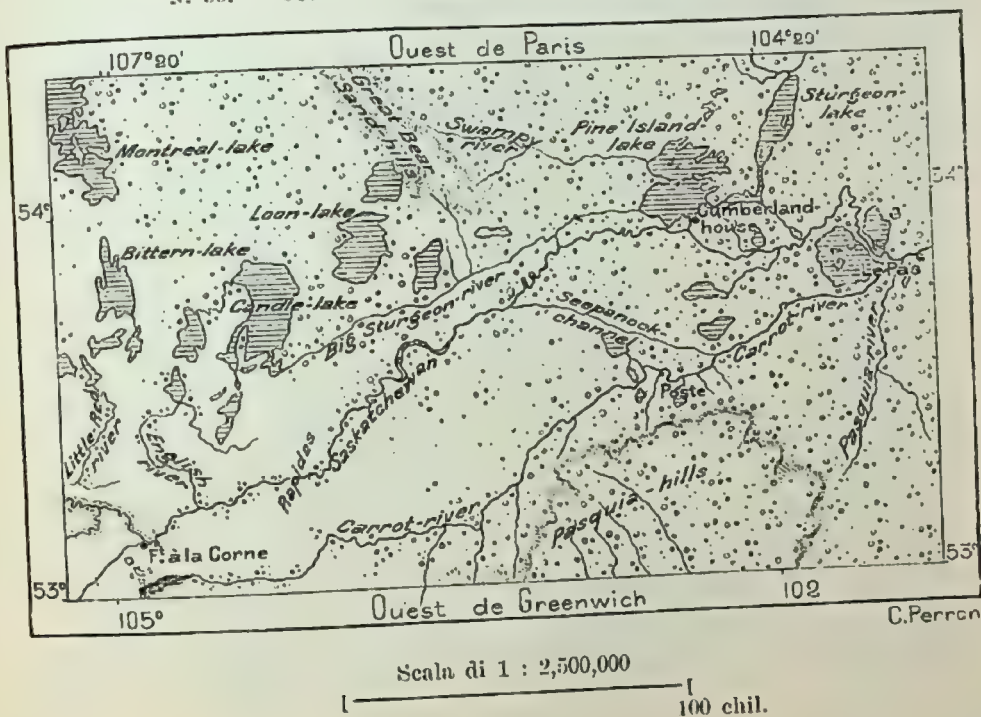 107°20'
Ouest de Paris
104°20'
Montreal-lake
Great Bear
Sand-hills
Swampy
river
Pine Island
lake
Sturgeon
lake
54°
54°
Loon-lake
Cumberland-
house
Bittern-lake
Candle-lake
Big Sturgeon-river
Seepanock
channel
Le Pas
Carrot-river
Little Red
river
English
river
Rapides
Saskatchewan
Poste
Pasquia-river
Pasquia hills
Carrot-river
Ft. à la Corne
53°
53°
105°
Ouest de Greenwich
102
C.Perron
Scala di 1 : 2,500,000
100 chil.